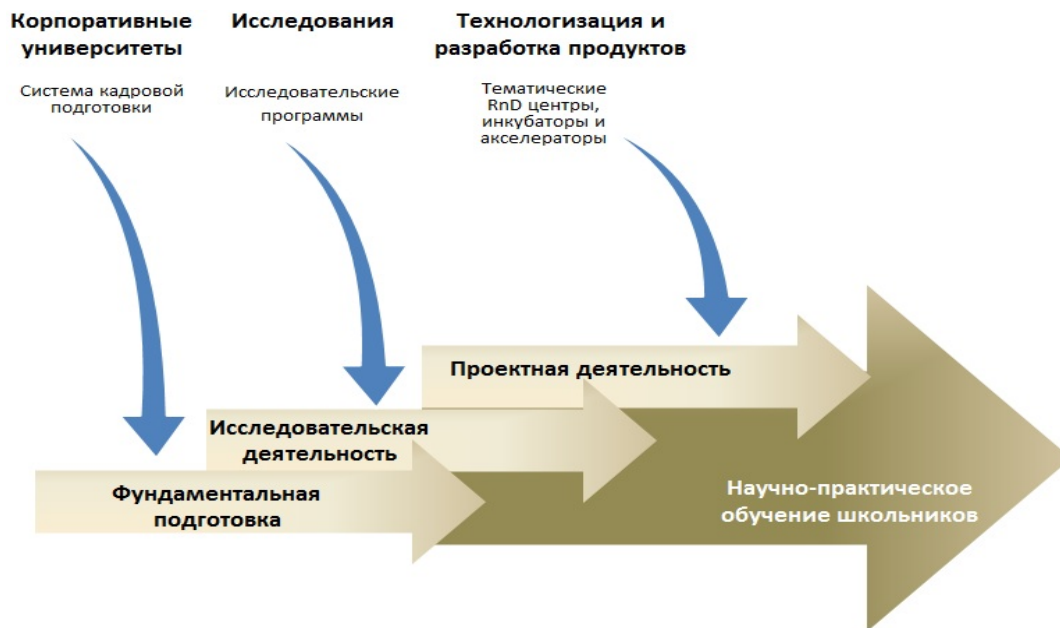 Корпоративные
университеты
Система кадровой
подготовки
Исследования
Исследовательские
программы
Технологизация и
разработка продуктов
Тематические
RnD центры,
инкубаторы и
акселераторы
Проектная деятельность
Исследовательская
деятельность
Фундаментальная
подготовка
Научно-практическое
обучение школьников